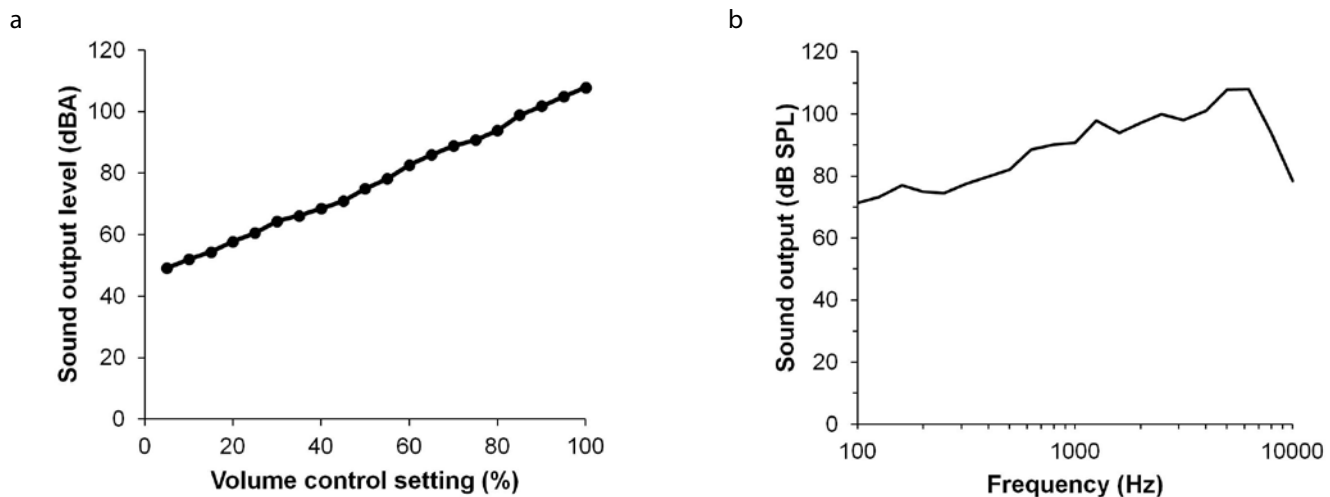 a
120
100
80
60
40
20
0
0 20 40 60 80 100
Sound output level (dBA)
Volume control setting (%)
b
120
100
80
60
40
20
0
100 1000 10000
Sound output (dB SPL)
Frequency (Hz)